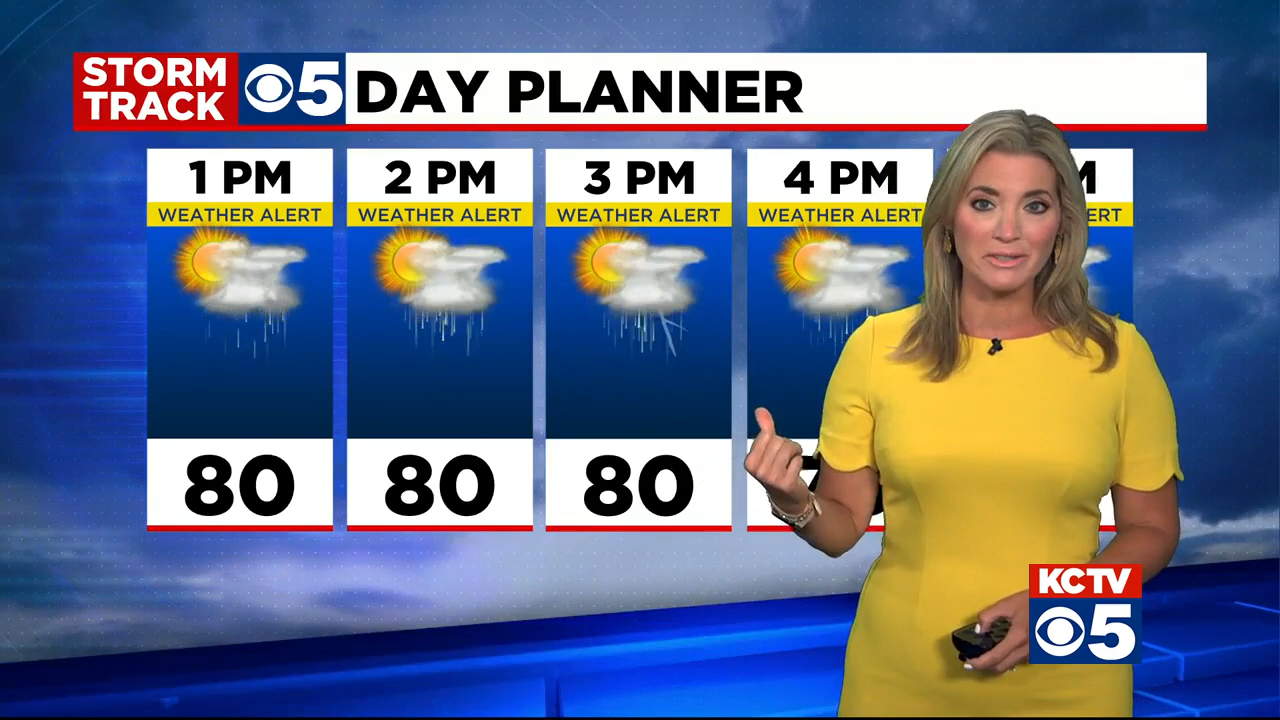 STORM
TRACK
5
DAY PLANNER
1 PM
2 PM
3 PM
4 PM
M
WEATHER ALERT
WEATHER ALERT
WEATHER ALERT
WEATHER ALERT
ERT
80
80
80
KCTV
5